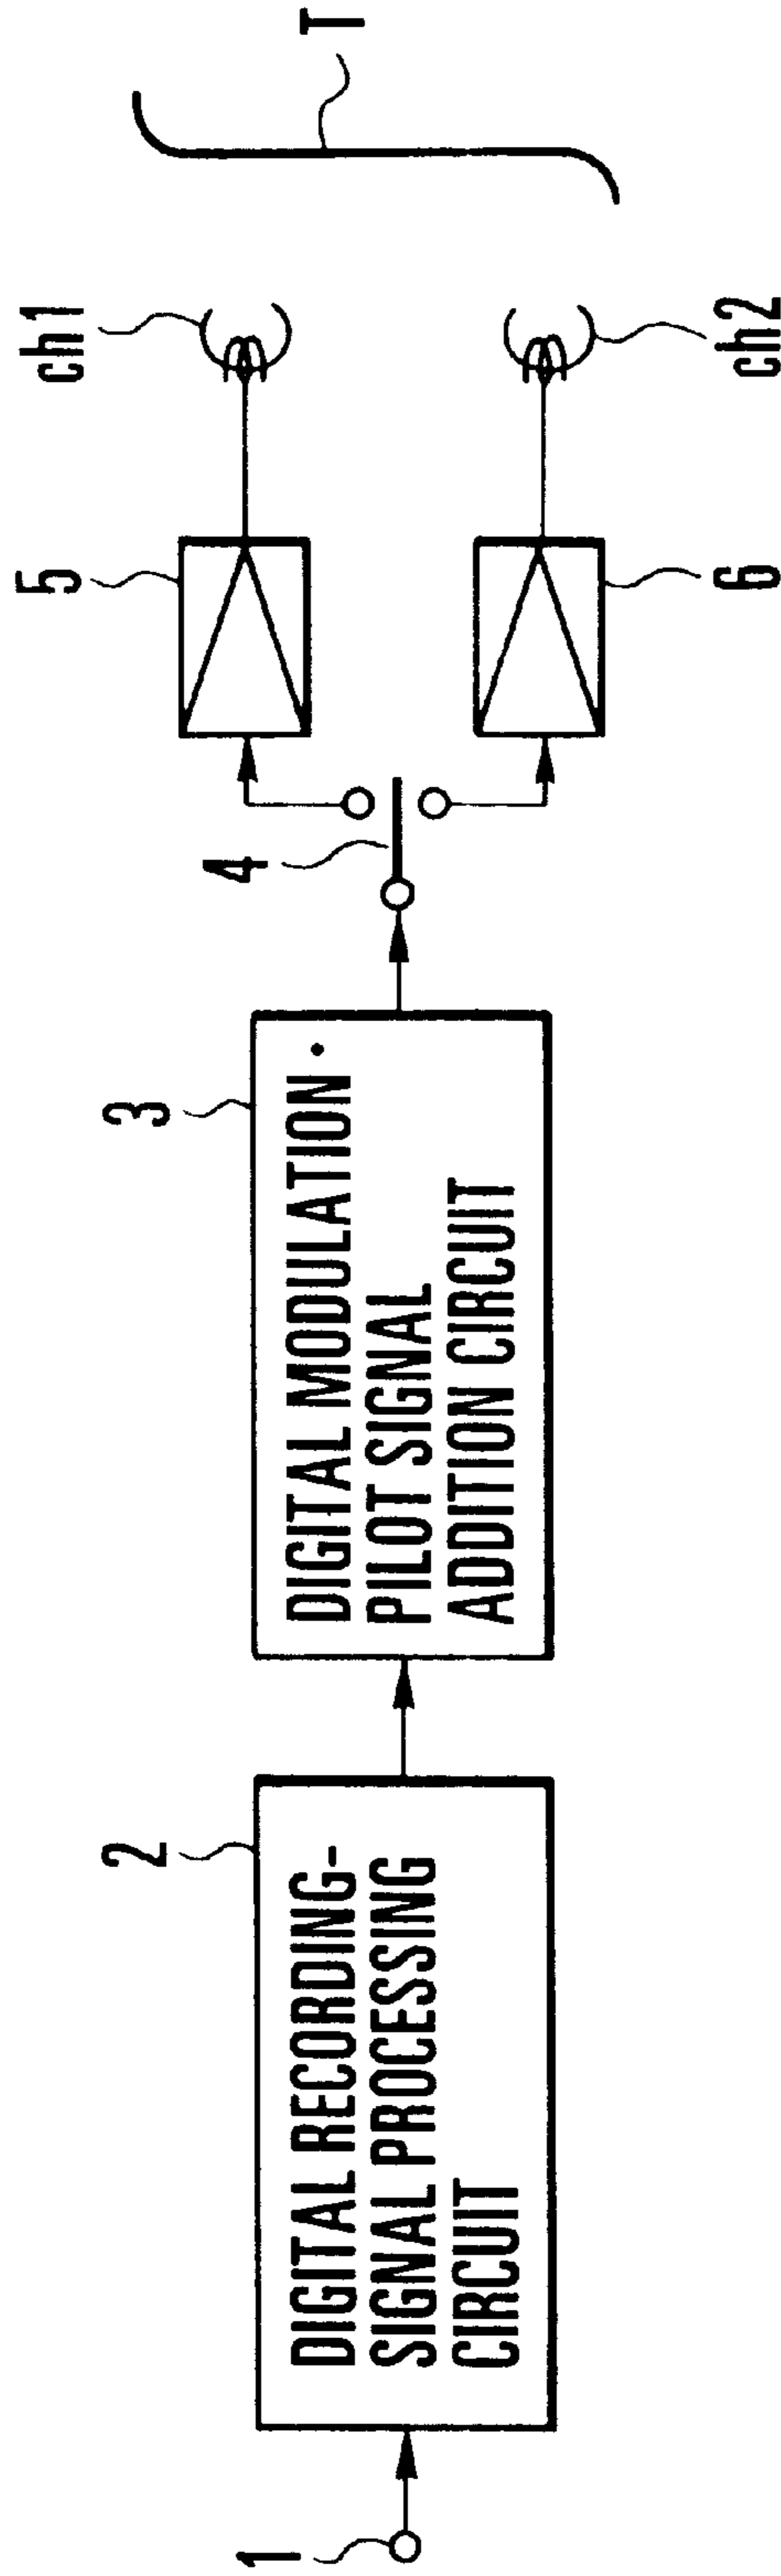 1
2
DIGITAL RECORDING-
SIGNAL PROCESSING
CIRCUIT
3
DIGITAL MODULATION·
PILOT SIGNAL
ADDITION CIRCUIT
4
5
6
ch1
ch2
T